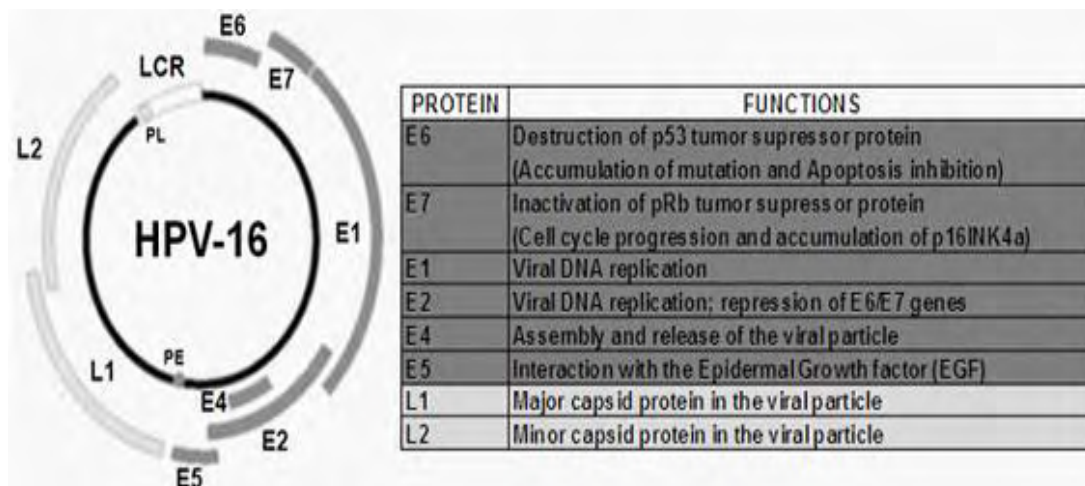 E6
LCR
E7
PL
L2
HPV-16
E1
L1
PE
E4
E2
E5
PROTEIN FUNCTIONS
E6 Destruction of p53 tumor supressor protein
(Accumulation of mutation and Apoptosis inhibition)
E7 Inactivation of pRb tumor supressor protein
(Cell cycle progression and accumulation of p16INK4a)
E1 Viral DNA replication
E2 Viral DNA replication; repression of E6/E7 genes
E4 Assembly and release of the viral particle
E5 Interaction with the Epidermal Growth factor (EGF)
L1 Major capsid protein in the viral particle
L2 Minor capsid protein in the viral particle